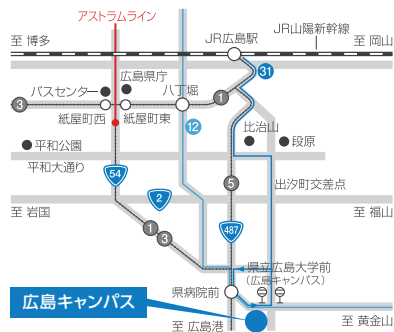 アストラムライン
至 博多
JR広島駅
JR山陽新幹線
至 岡山
31
広島県庁
バスセンター
八丁堀
1
3
紙屋町西
紙屋町東
12
比治山
段原
平和公園
平和大通り
54
2
5
出汐町交差点
至 岩国
至 福山
1
3
487
県立広島大学前
(広島キャンパス)
県病院前
広島キャンパス
至 黄金山
至 広島港